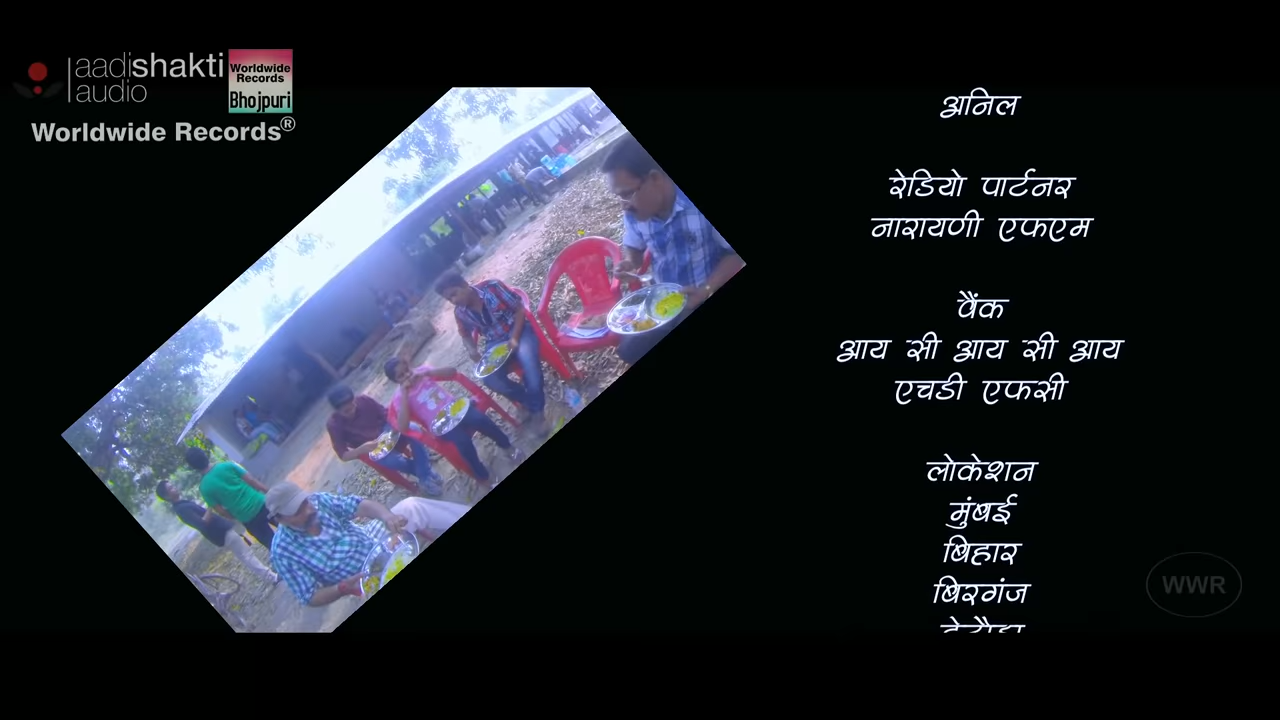 aadishakti
audio
Worldwide
Records
Bhojpuri
Worldwide Records®
अनिल
रेडियो पार्टनर
नारायणी एफएम
बैंक
आय सी आय सी आय
एचडी एफसी
लोकेशन
मुंबई
बिहार
बिरगंज
WWR